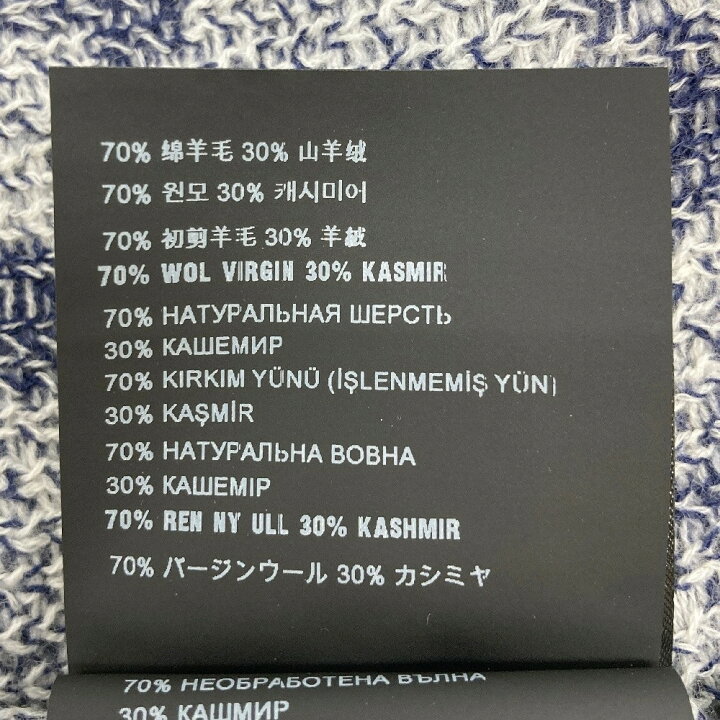 70% 绵羊毛 30% 山羊绒
70% 원모 30% 캐시미어
70% 初剪羊毛 30% 羊絨
70% WOL VIRGIN 30% KASMIR
70% НАТУРАЛЬНАЯ ШЕРСТЬ
30% КАШЕМИР
70% KIRKIM YÜNÜ (İŞLENMEMİŞ YÜN)
30% KAŞMİR
70% НАТУРАЛЬНА ВОВНА
30% КАШЕМІР
70% REN NY ULL 30% KASHMIR
70% バージンウール 30% カシミヤ
70% НЕОБРАБОТЕНА ВЪЛНА
30% КАШМИР